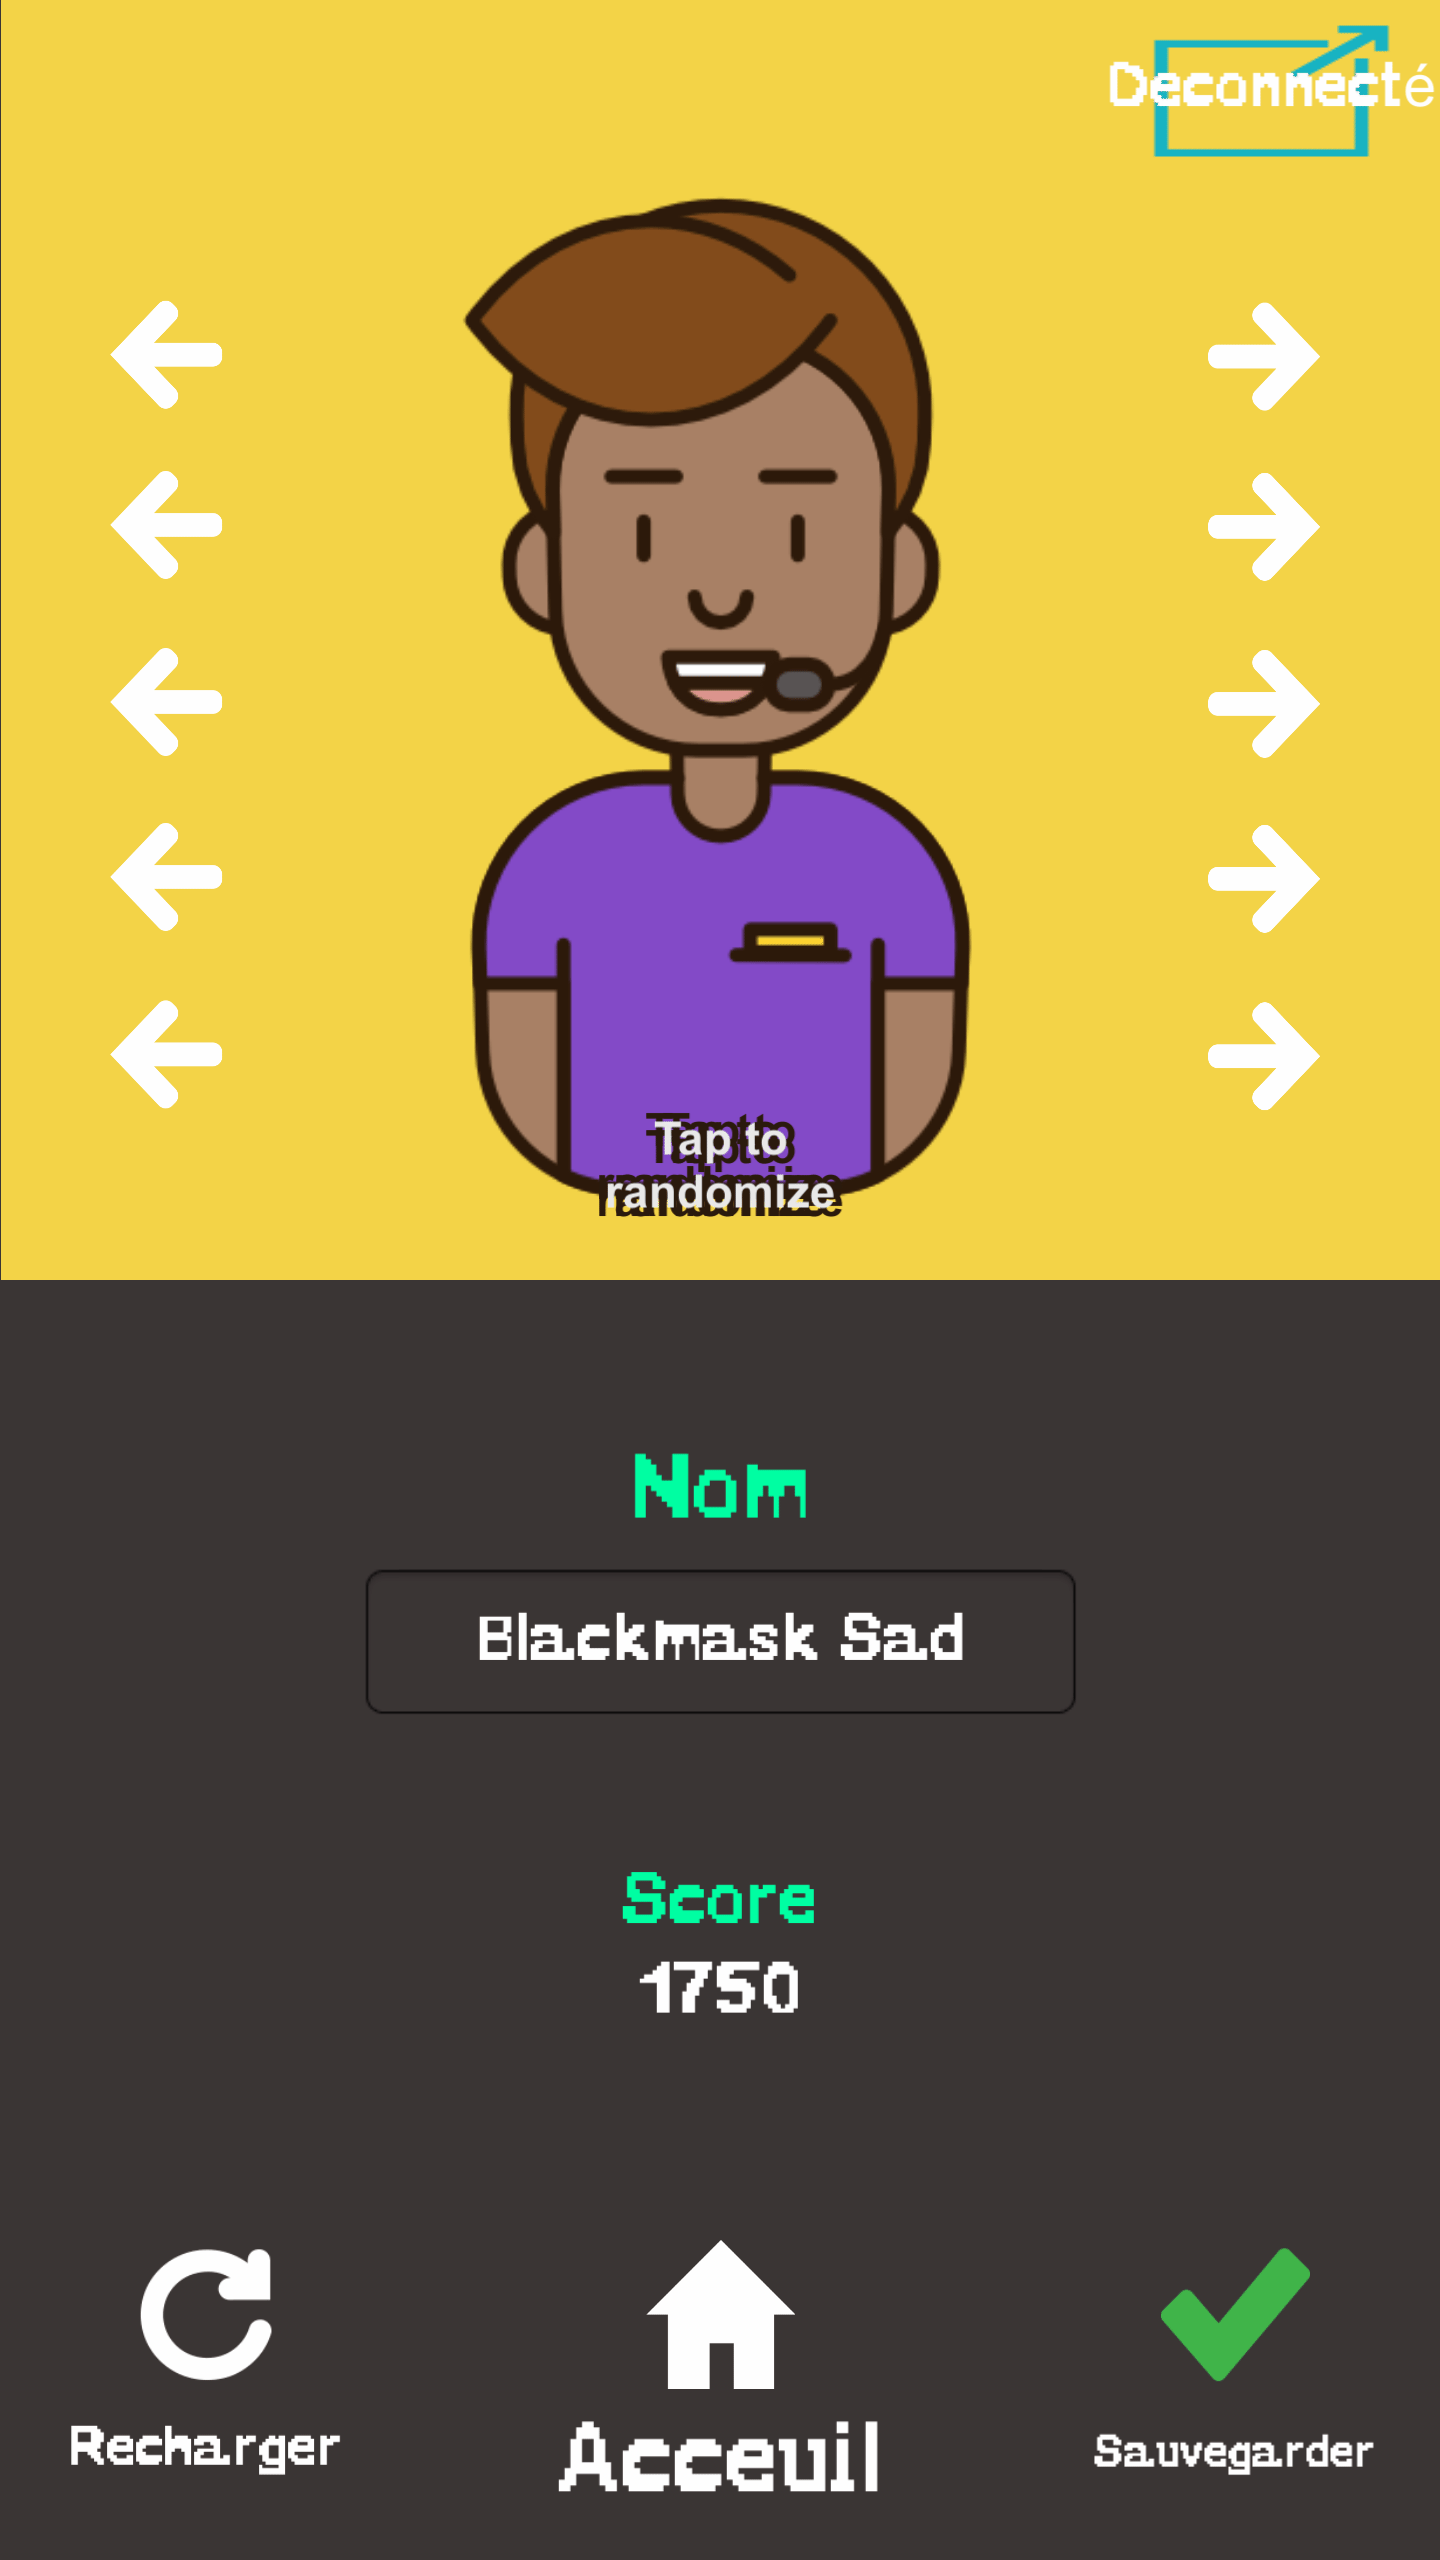 Deconnecté
Tap to
randomize
Nom
Blackmask Sad
Score
1750
Recharger
Acceuil
Sauvegarder